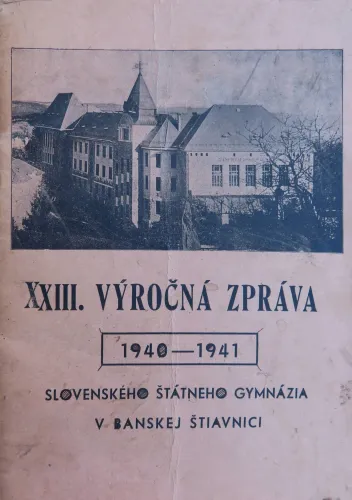 XXIII. VÝROČNÁ ZPRÁVA
1940—1941
SLOVENSKÉHO ŠTÁTNEHO GYMNÁZIA
V BANSKEJ ŠTIAVNICI